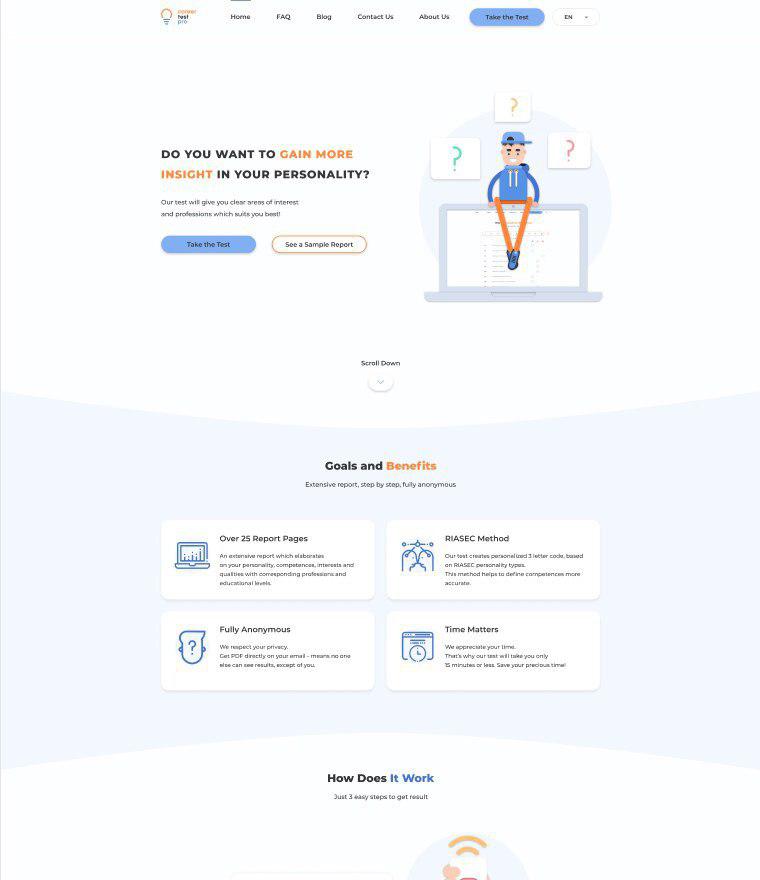 career
test
pro
Home
FAQ
Blog
Contact Us
About Us
Take the Test
EN
DO YOU WANT TO GAIN MORE
INSIGHT IN YOUR PERSONALITY?
Our test will give you clear areas of interest
and professions which suits you best!
Take the Test
See a Sample Report
?
?
?
Scroll Down
Goals and Benefits
Extensive report, step by step, fully anonymous
Over 25 Report Pages
An extensive report which elaborates
on your personality, competences, interests and
qualities with corresponding professions and
educational levels.
RIASEC Method
Our test creates personalized 3 letter code, based
on RIASEC personality types.
This method helps to define competences more
accurate.
?
Fully Anonymous
We respect your privacy.
Get PDF directly on your email - means no one
else can see results, except of you.
Time Matters
We appreciate your time.
That's why our test will take you only
15 minutes or less. Save your precious time!
How Does It Work
Just 3 easy steps to get result